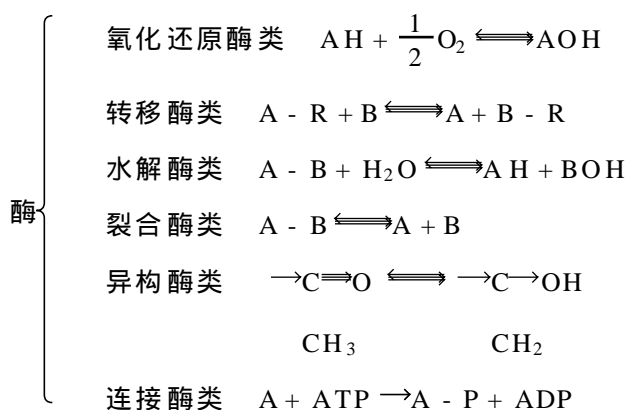 酶
氧化还原酶类 AH + 1/2 O₂ ⇌ AOH
转移酶类 A - R + B ⇌ A + B - R
水解酶类 A - B + H₂O ⇌ AH + BOH
裂合酶类 A - B ⇌ A + B
异构酶类 →C⇒O ⇌ →C→OH
CH₃ CH₂
连接酶类 A + ATP → A - P + ADP